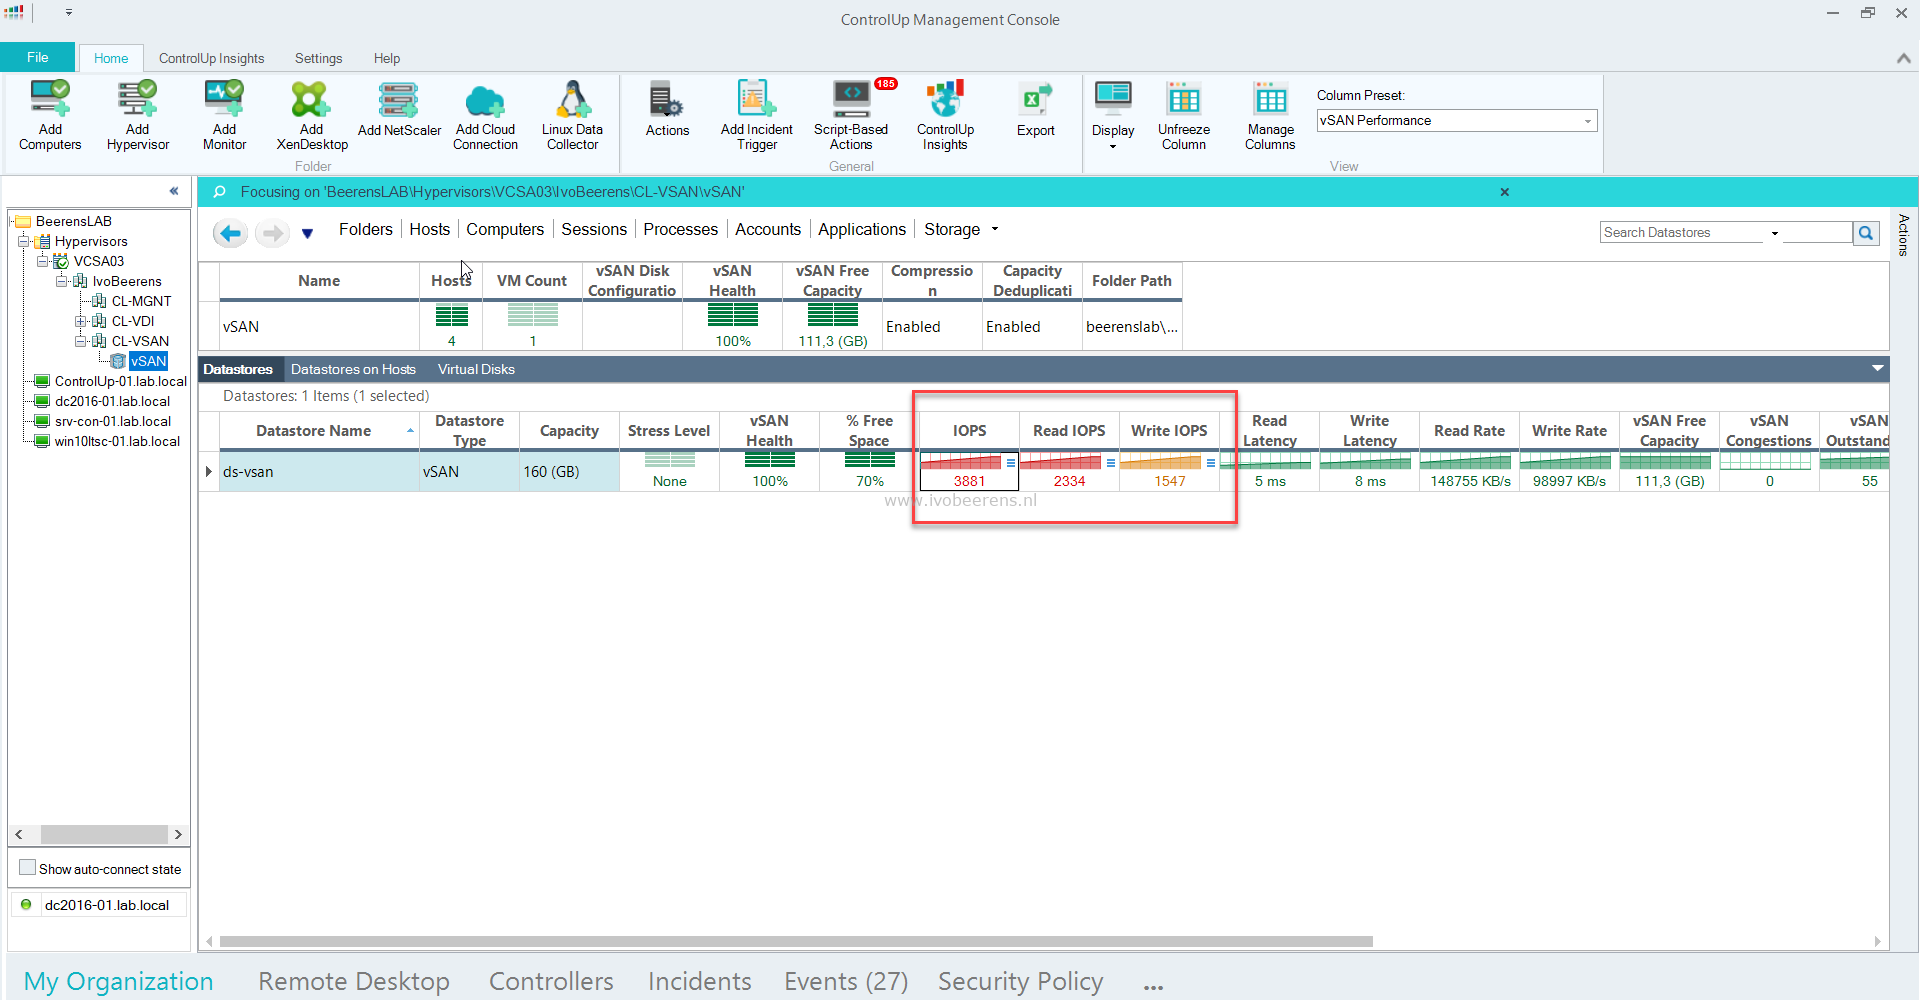 ControlUp Management Console
File Home ControlUp Insights Settings Help
Add Computers
Add Hypervisor
Add Monitor
Add XenDesktop
Add NetScaler
Add Cloud Connection
Linux Data Collector
Folder
Actions
Add Incident Trigger
Script-Based Actions
185
ControlUp Insights
Export
General
Display
Unfreeze Column
Manage Columns
Column Preset:
vSAN Performance
View
Focusing on 'BeerensLAB\Hypervisors\VCSA03\IvoBeerens\CL-VSAN\vSAN'
BeerensLAB
Hypervisors
VCSA03
IvoBeerens
CL-MGNT
CL-VDI
CL-VSAN
vSAN
ControlUp-01.lab.local
dc2016-01.lab.local
srv-con-01.lab.local
win10ltsc-01.lab.local
Show auto-connect state
dc2016-01.lab.local
Folders Hosts Computers Sessions Processes Accounts Applications Storage
Search Datastores
Actions
Name Hosts VM Count vSAN Disk Configuratio vSAN Health vSAN Free Capacity Compressio n Capacity Deduplicati Folder Path
vSAN 4 1 100% 111,3 (GB) Enabled Enabled beerenslab\...
Datastores Datastores on Hosts Virtual Disks
Datastores: 1 Items (1 selected)
Datastore Name Datastore Type Capacity Stress Level vSAN Health % Free Space IOPS Read IOPS Write IOPS Read Latency Write Latency Read Rate Write Rate vSAN Free Capacity vSAN Congestions vSAN Outstand
ds-vsan vSAN 160 (GB) None 100% 70% 3881 2334 1547 5 ms 8 ms 148755 KB/s 98997 KB/s 111,3 (GB) 0 55
www.ivobeerens.nl
My Organization Remote Desktop Controllers Incidents Events (27) Security Policy ...